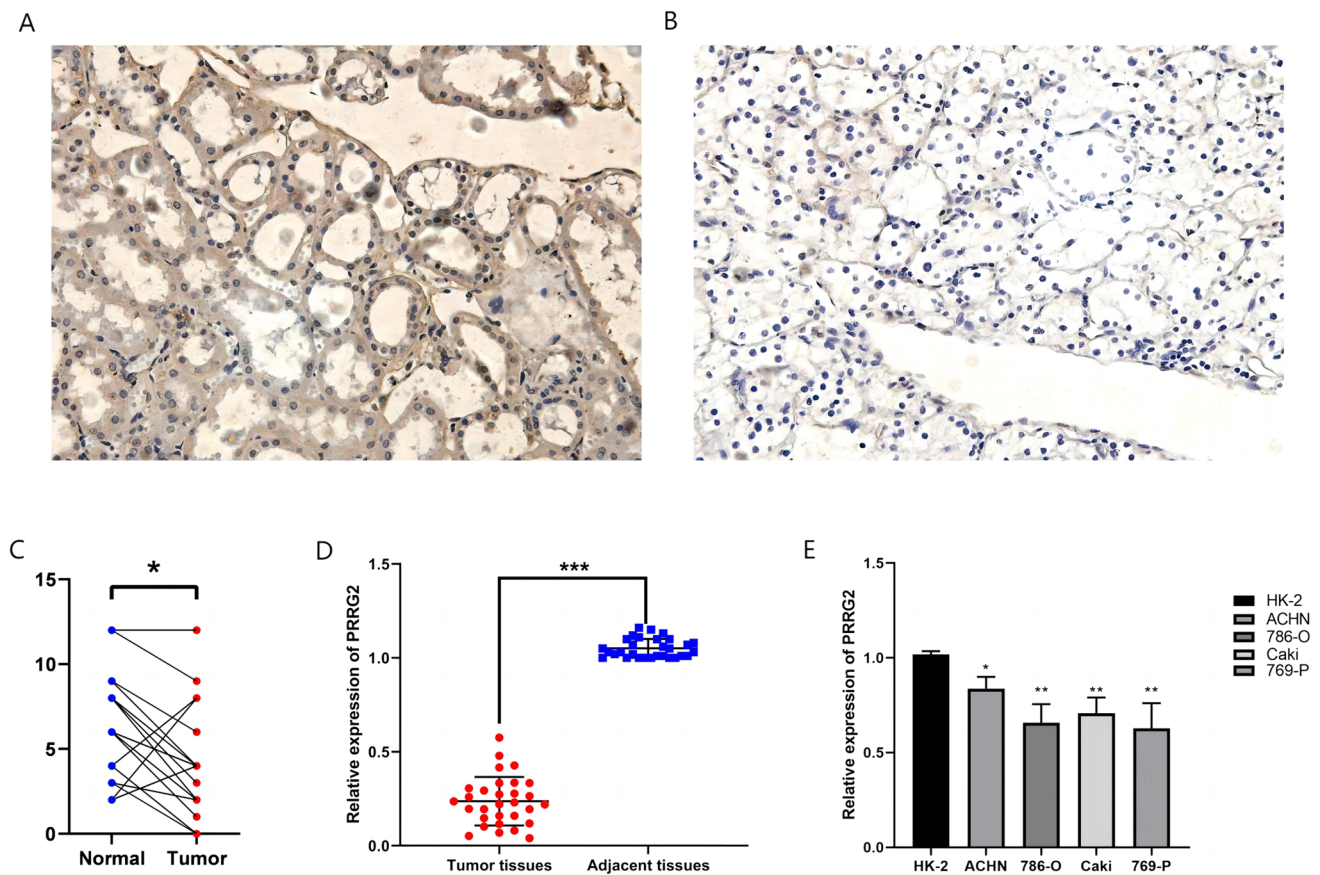 A
B
C
*
15
10
5
0
Normal
Tumor
D
Relative expression of PRRG2
1.5
1.0
0.5
0.0
***
Tumor tissues
Adjacent tissues
E
Relative expression of PRRG2
1.5
1.0
0.5
0.0
*
**
**
**
HK-2
ACHN
786-O
Caki
769-P
HK-2
ACHN
786-O
Caki
769-P